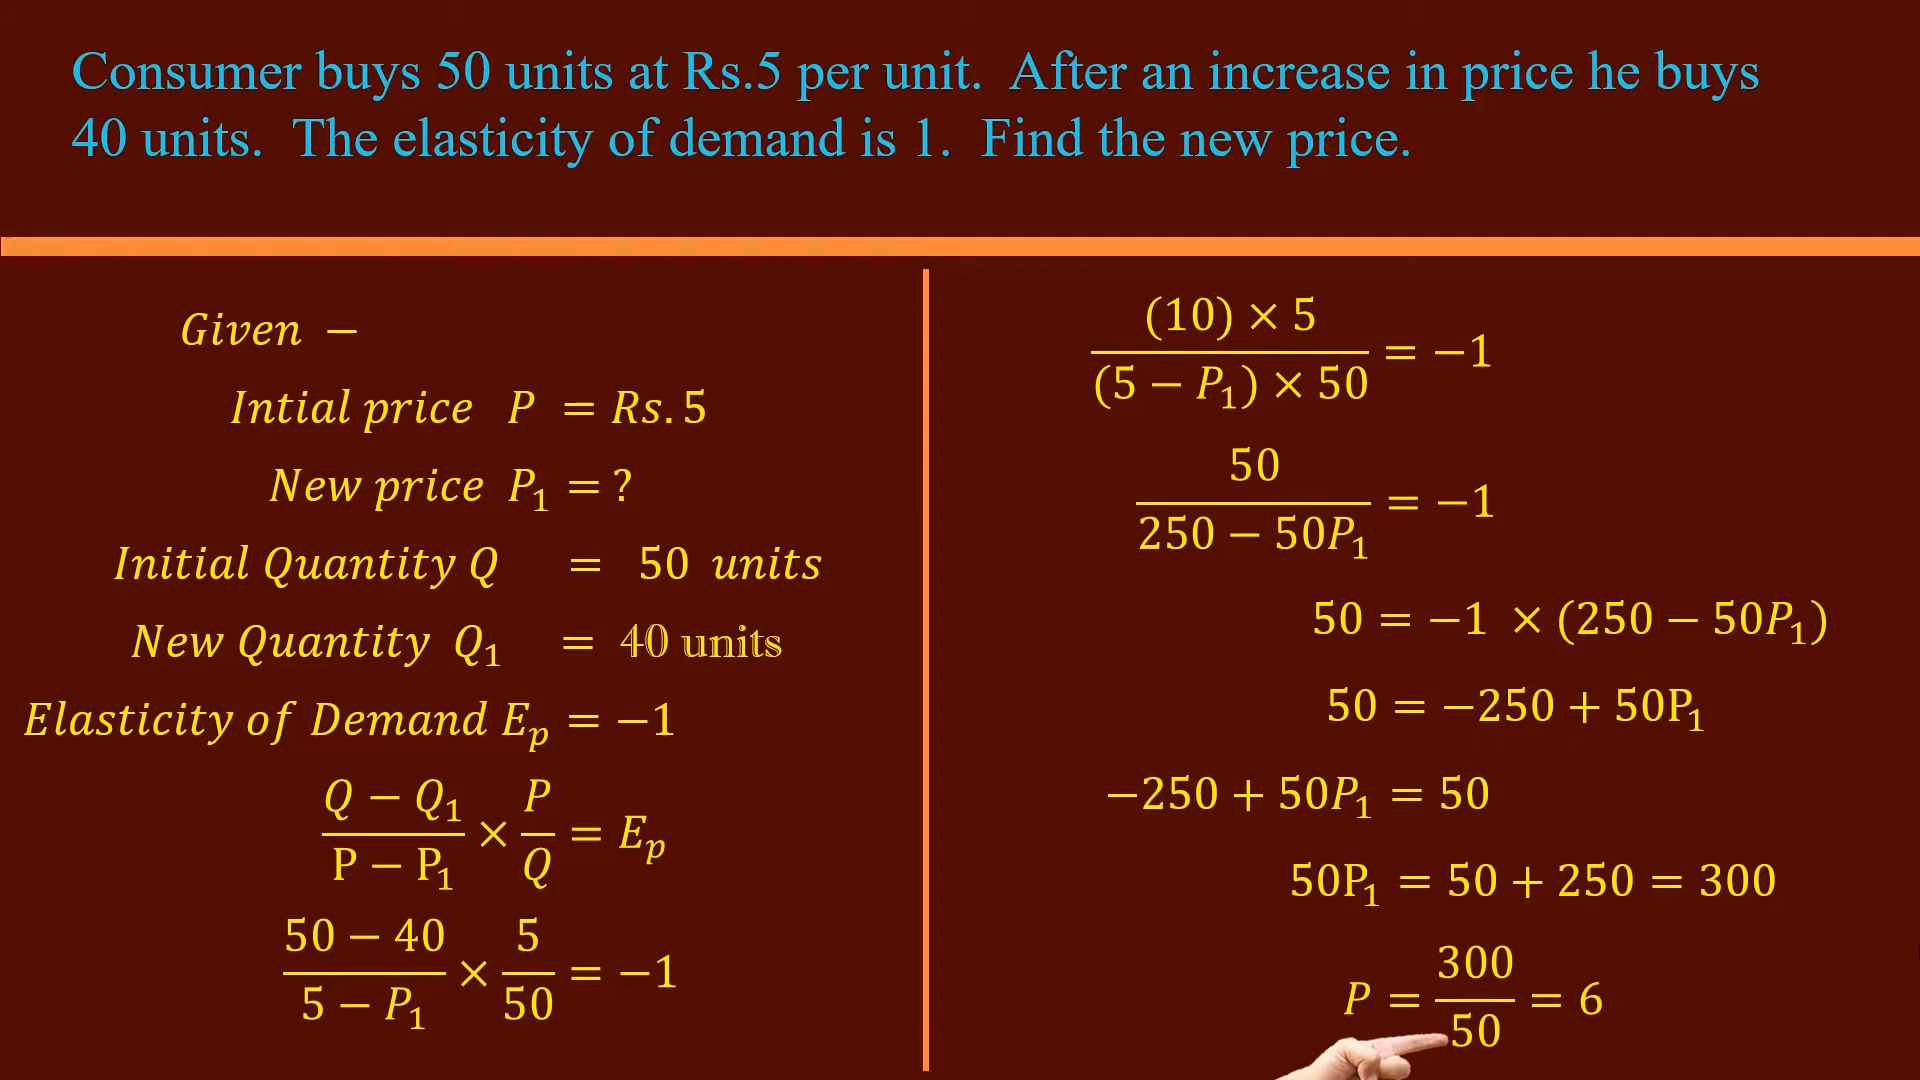 Consumer buys 50 units at Rs.5 per unit.  After an increase in price he buys
40 units.  The elasticity of demand is 1.  Find the new price.
Given −
Intial price  P  = Rs. 5
New price  P₁ = ?
Initial Quantity Q  =  50 units
New Quantity  Q₁  =  40 units
Elasticity of Demand Eₚ = −1
(Q − Q₁)/(P − P₁) × P/Q = Eₚ
(50 − 40)/(5 − P₁) × 5/50 = −1
((10) × 5)/((5 − P₁) × 50) = −1
50/(250 − 50P₁) = −1
50 = −1 × (250 − 50P₁)
50 = −250 + 50P₁
−250 + 50P₁ = 50
50P₁ = 50 + 250 = 300
P = 300/50 = 6